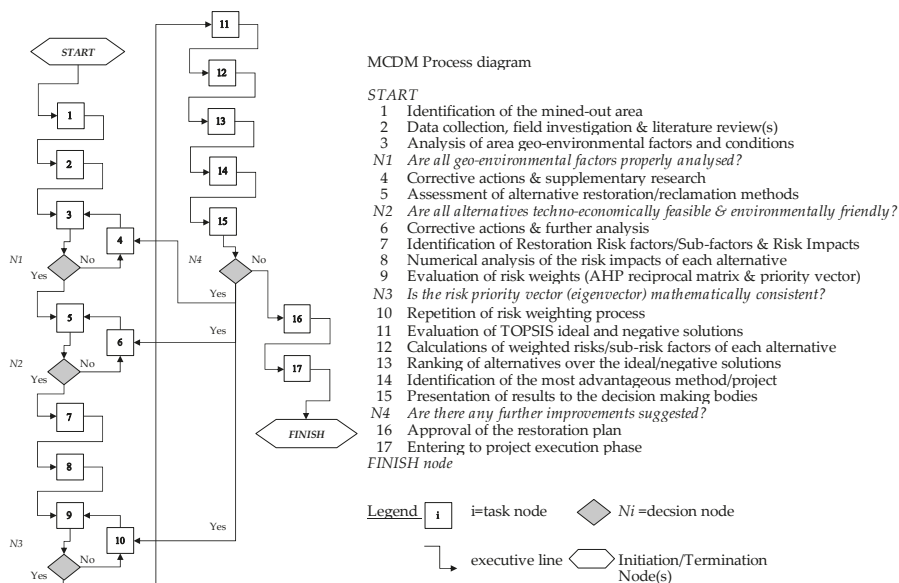 START
1
2
3
4
N1
No
Yes
5
6
N2
No
Yes
7
8
9
10
N3
No
Yes
11
12
13
14
15
N4
No
Yes
Yes
Yes
16
17
FINISH
MCDM Process diagram
START
1 Identification of the mined-out area
2 Data collection, field investigation & literature review(s)
3 Analysis of area geo-environmental factors and conditions
N1 Are all geo-environmental factors properly analysed?
4 Corrective actions & supplementary research
5 Assessment of alternative restoration/reclamation methods
N2 Are all alternatives techno-economically feasible & environmentally friendly?
6 Corrective actions & further analysis
7 Identification of Restoration Risk factors/Sub-factors & Risk Impacts
8 Numerical analysis of the risk impacts of each alternative
9 Evaluation of risk weights (AHP reciprocal matrix & priority vector)
N3 Is the risk priority vector (eigenvector) mathematically consistent?
10 Repetition of risk weighting process
11 Evaluation of TOPSIS ideal and negative solutions
12 Calculations of weighted risks/sub-risk factors of each alternative
13 Ranking of alternatives over the ideal/negative solutions
14 Identification of the most advantageous method/project
15 Presentation of results to the decision making bodies
N4 Are there any further improvements suggested?
16 Approval of the restoration plan
17 Entering to project execution phase
FINISH node
Legend i i=task node Ni =decsion node
executive line Initiation/Termination
Node(s)